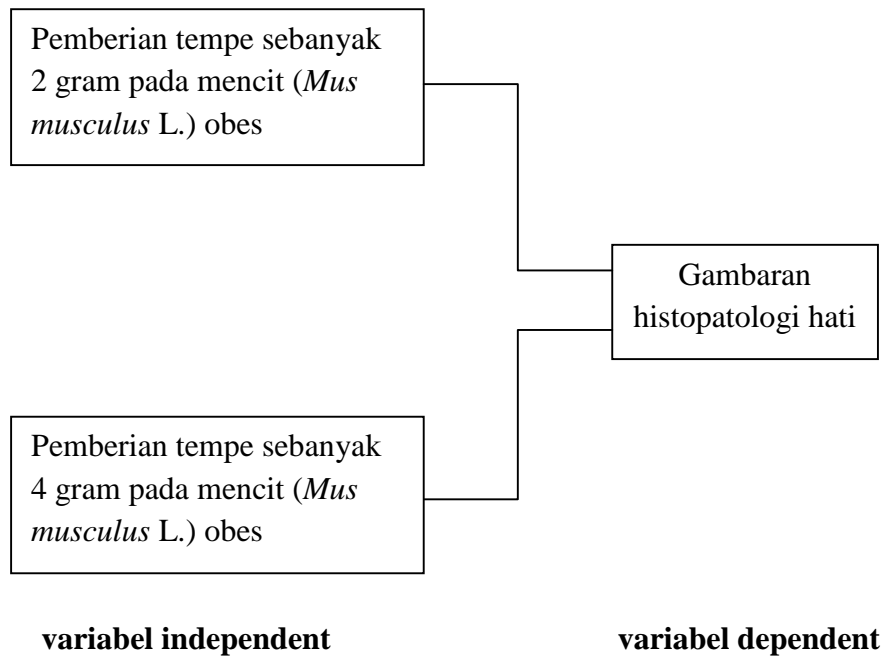 Pemberian tempe sebanyak
2 gram pada mencit (Mus
musculus L.) obes
Gambaran
histopatologi hati
Pemberian tempe sebanyak
4 gram pada mencit (Mus
musculus L.) obes
variabel independent
variabel dependent